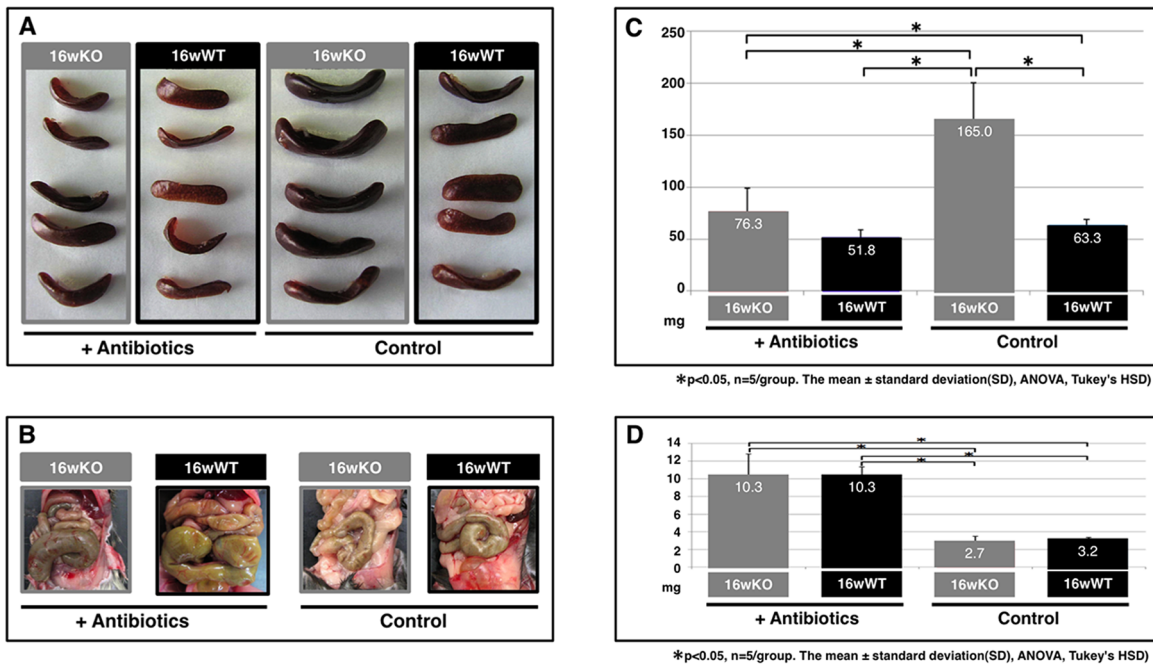 A
16wKO 16wWT 16wKO 16wWT
+ Antibiotics Control
B
16wKO 16wWT 16wKO 16wWT
+ Antibiotics Control
C
250
200
150
100
50
0
mg
*
*
* *
76.3 51.8 165.0 63.3
16wKO 16wWT 16wKO 16wWT
+ Antibiotics Control
*p<0.05, n=5/group. The mean ± standard deviation(SD), ANOVA, Tukey's HSD)
D
14
12
10
8
6
4
2
0
mg
*
*
*
*
10.3 10.3 2.7 3.2
16wKO 16wWT 16wKO 16wWT
+ Antibiotics Control
*p<0.05, n=5/group. The mean ± standard deviation(SD), ANOVA, Tukey's HSD)